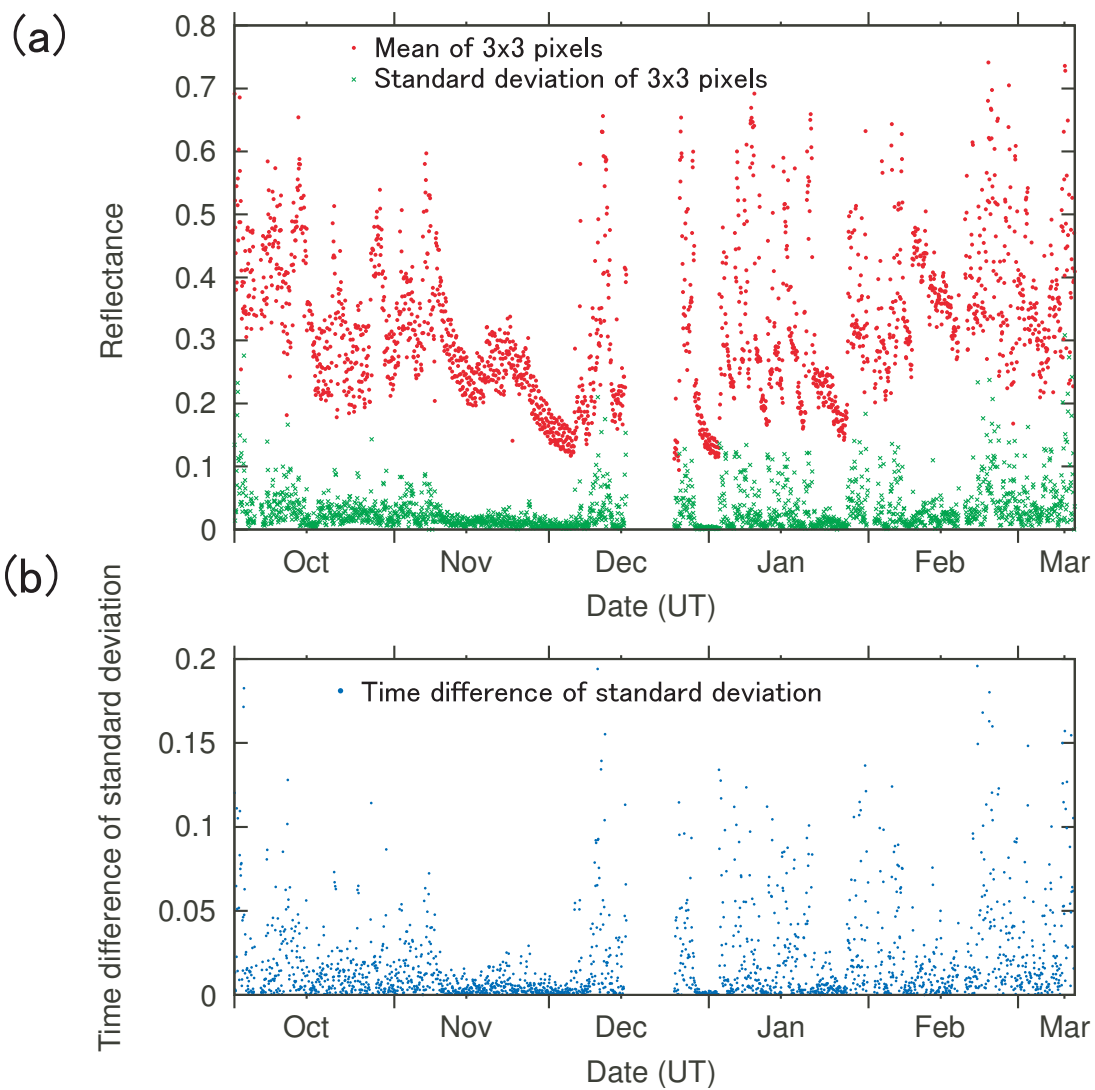 (a)
0.8
0.7
0.6
0.5
0.4
0.3
0.2
0.1
0
Reflectance
Mean of 3x3 pixels
Standard deviation of 3x3 pixels
Oct Nov Dec Jan Feb Mar
Date (UT)
(b)
0.2
0.15
0.1
0.05
0
Time difference of standard deviation
Time difference of standard deviation
Oct Nov Dec Jan Feb Mar
Date (UT)